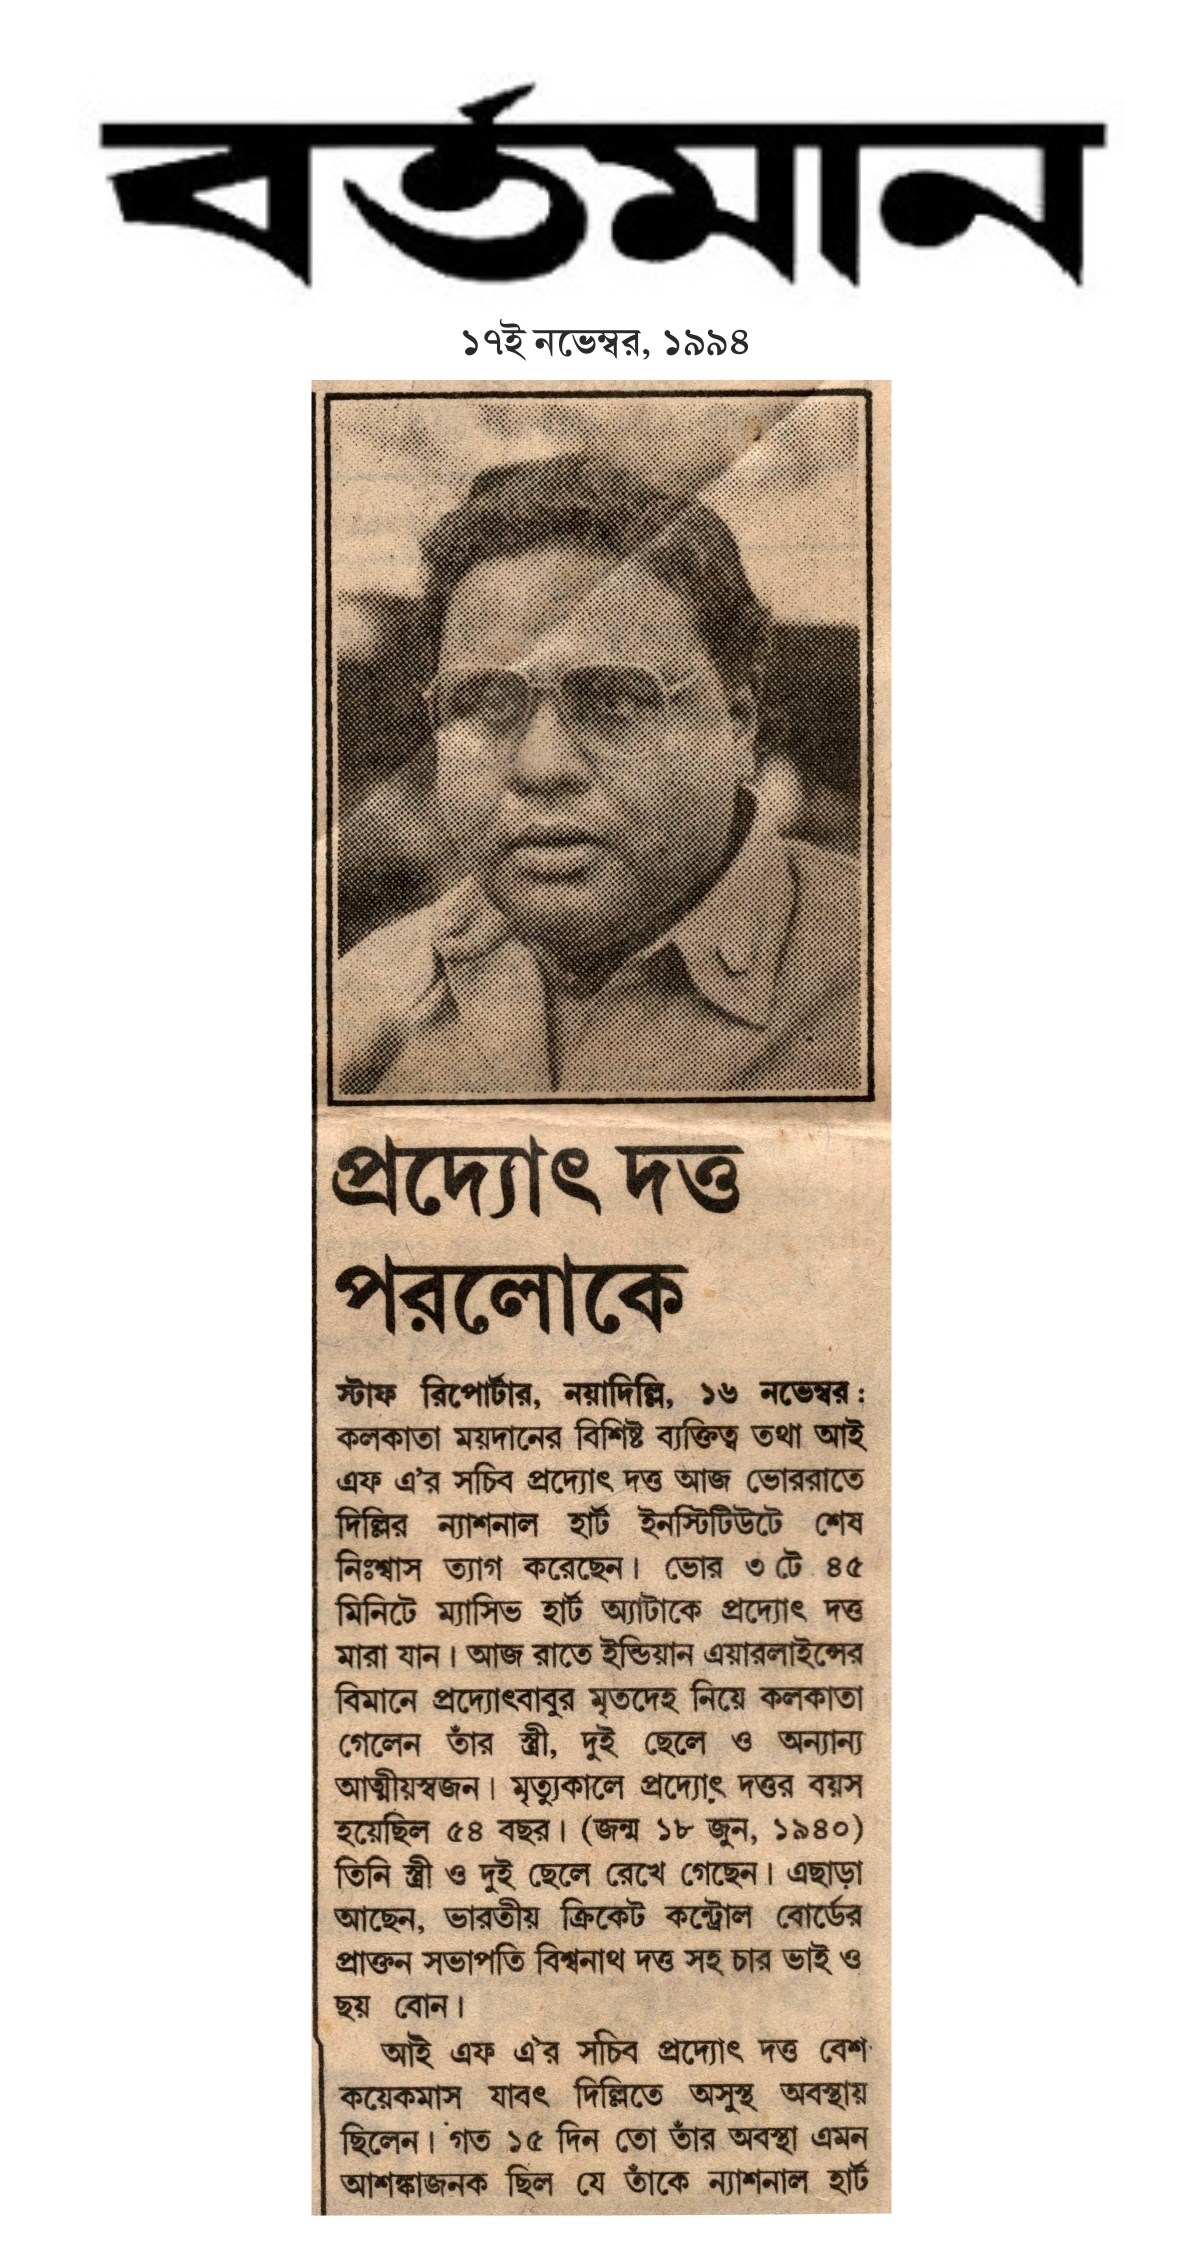 বর্তমান
১৭ই নভেম্বর, ১৯৯৪
প্রদ্যোৎ দত্ত
পরলোকে
স্টাফ রিপোর্টার, নয়াদিল্লি, ১৬ নভেম্বর:
কলকাতা ময়দানের বিশিষ্ট ব্যক্তিত্ব তথা আই
এফ এ'র সচিব প্রদ্যোৎ দত্ত আজ ভোররাতে
দিল্লির ন্যাশনাল হার্ট ইনস্টিটিউটে শেষ
নিঃশ্বাস ত্যাগ করেছেন। ভোর ৩ টে ৪৫
মিনিটে ম্যাসিভ হার্ট অ্যাটাকে প্রদ্যোৎ দত্ত
মারা যান। আজ রাতে ইন্ডিয়ান এয়ারলাইন্সের
বিমানে প্রদ্যোৎবাবুর মৃতদেহ নিয়ে কলকাতা
গেলেন তাঁর স্ত্রী, দুই ছেলে ও অন্যান্য
আত্মীয়স্বজন। মৃত্যুকালে প্রদ্যোৎ দত্তর বয়স
হয়েছিল ৫৪ বছর। (জন্ম ১৮ জুন, ১৯৪০)
তিনি স্ত্রী ও দুই ছেলে রেখে গেছেন। এছাড়া
আছেন, ভারতীয় ক্রিকেট কন্ট্রোল বোর্ডের
প্রাক্তন সভাপতি বিশ্বনাথ দত্ত সহ চার ভাই ও
ছয় বোন।
আই এফ এ'র সচিব প্রদ্যোৎ দত্ত বেশ
কয়েকমাস যাবৎ দিল্লিতে অসুস্থ অবস্থায়
ছিলেন। গত ১৫ দিন তো তাঁর অবস্থা এমন
আশঙ্কাজনক ছিল যে তাঁকে ন্যাশনাল হার্ট